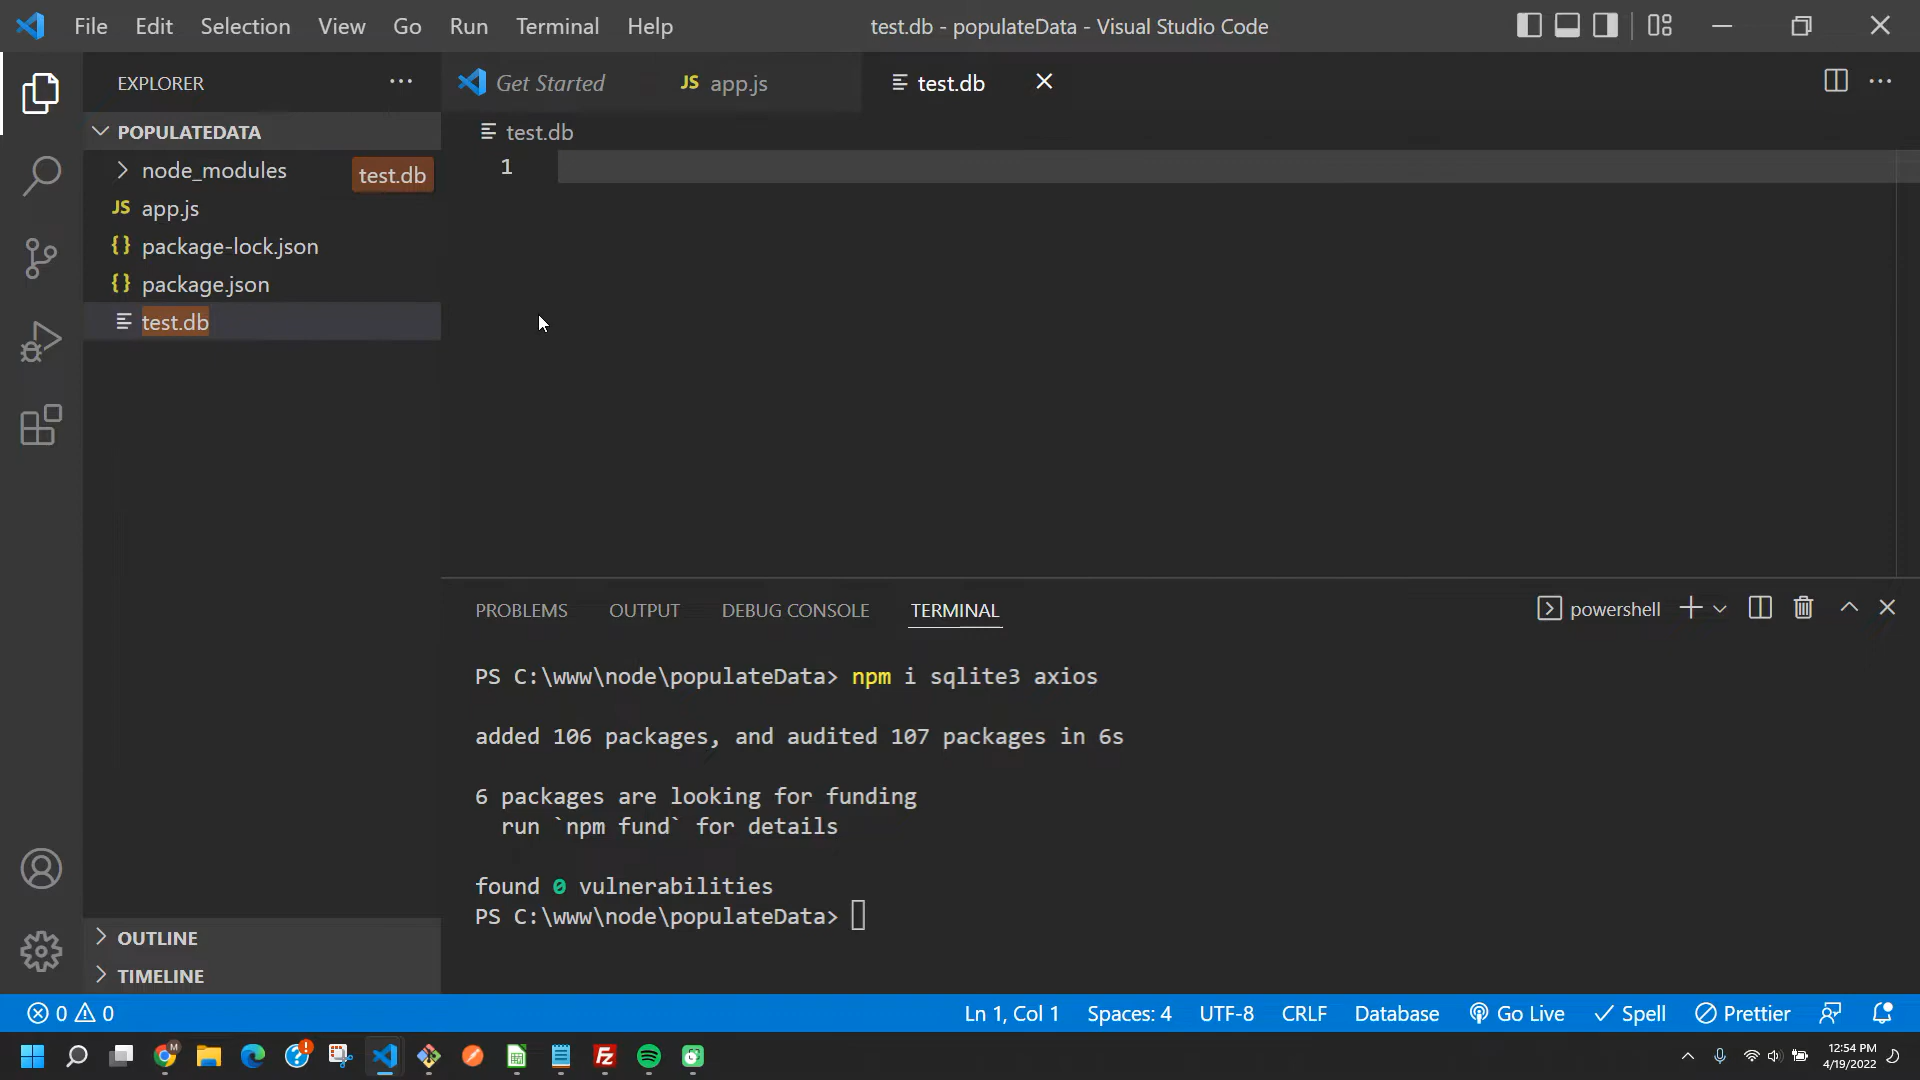 File Edit Selection View Go Run Terminal Help
test.db - populateData - Visual Studio Code
EXPLORER
POPULATEDATA
node_modules
test.db
JS app.js
{} package-lock.json
{} package.json
test.db
OUTLINE
TIMELINE
Get Started
JS app.js
test.db
test.db
1
PROBLEMS OUTPUT DEBUG CONSOLE TERMINAL
powershell
PS C:\www\node\populateData> npm i sqlite3 axios
added 106 packages, and audited 107 packages in 6s
6 packages are looking for funding
run `npm fund` for details
found 0 vulnerabilities
PS C:\www\node\populateData>
0 0
Ln 1, Col 1 Spaces: 4 UTF-8 CRLF Database Go Live Spell Prettier
M
Fz
12:54 PM
4/19/2022